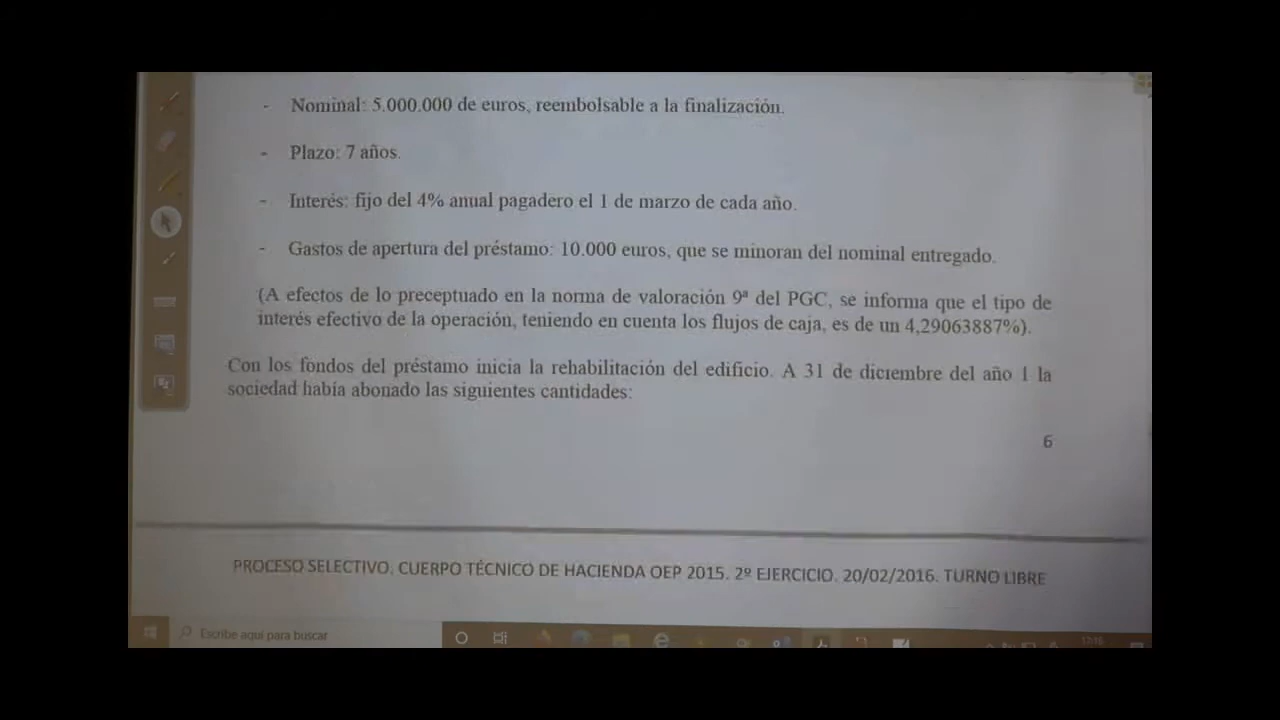 - Nominal: 5.000.000 de euros, reembolsable a la finalización.
- Plazo: 7 años.
- Interés: fijo del 4% anual pagadero el 1 de marzo de cada año.
- Gastos de apertura del préstamo: 10.000 euros, que se minoran del nominal entregado.
(A efectos de lo preceptuado en la norma de valoración 9ª del PGC, se informa que el tipo de
interés efectivo de la operación, teniendo en cuenta los flujos de caja, es de un 4,29063887%).
Con los fondos del préstamo inicia la rehabilitación del edificio. A 31 de diciembre del año 1 la
sociedad había abonado las siguientes cantidades:
6
PROCESO SELECTIVO. CUERPO TÉCNICO DE HACIENDA OEP 2015. 2º EJERCICIO. 20/02/2016. TURNO LIBRE
Escribe aquí para buscar